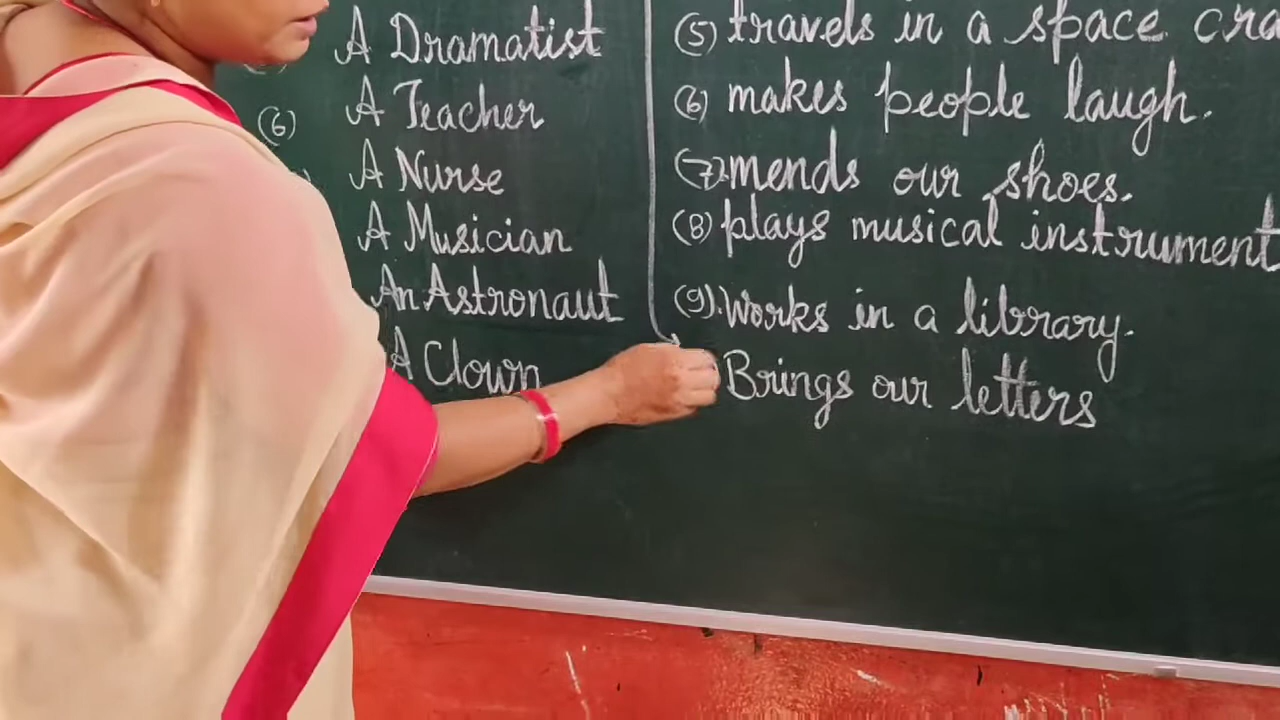 A Dramatist
(6) A Teacher
A Nurse
A Musician
An Astronaut
A Clown
(5) travels in a space cra
(6) makes people laugh.
(7). mends our shoes.
(8) plays musical instrument
(9). Works in a library.
Brings our letters